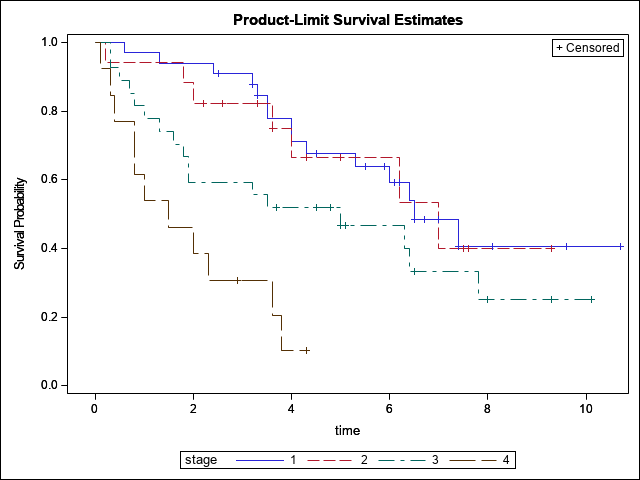 Product-Limit Survival Estimates
+ Censored
Survival Probability
1.0
0.8
0.6
0.4
0.2
0.0
0 2 4 6 8 10
time
stage 1 2 3 4